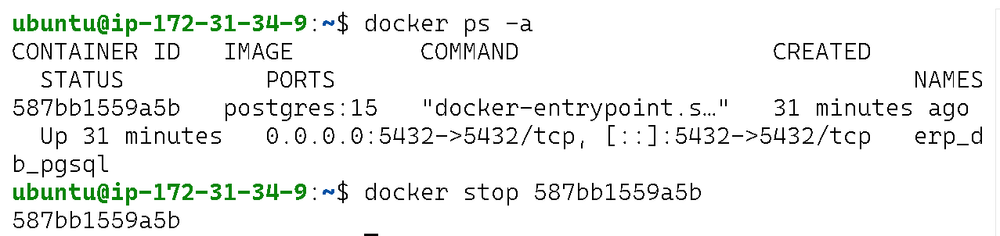 ubuntu@ip-172-31-34-9:~$ docker ps -a
CONTAINER ID   IMAGE         COMMAND                  CREATED
  STATUS          PORTS                                         NAMES
587bb1559a5b   postgres:15   "docker-entrypoint.s…"   31 minutes ago
  Up 31 minutes   0.0.0.0:5432->5432/tcp, [::]:5432->5432/tcp   erp_d
b_pgsql
ubuntu@ip-172-31-34-9:~$ docker stop 587bb1559a5b
587bb1559a5b